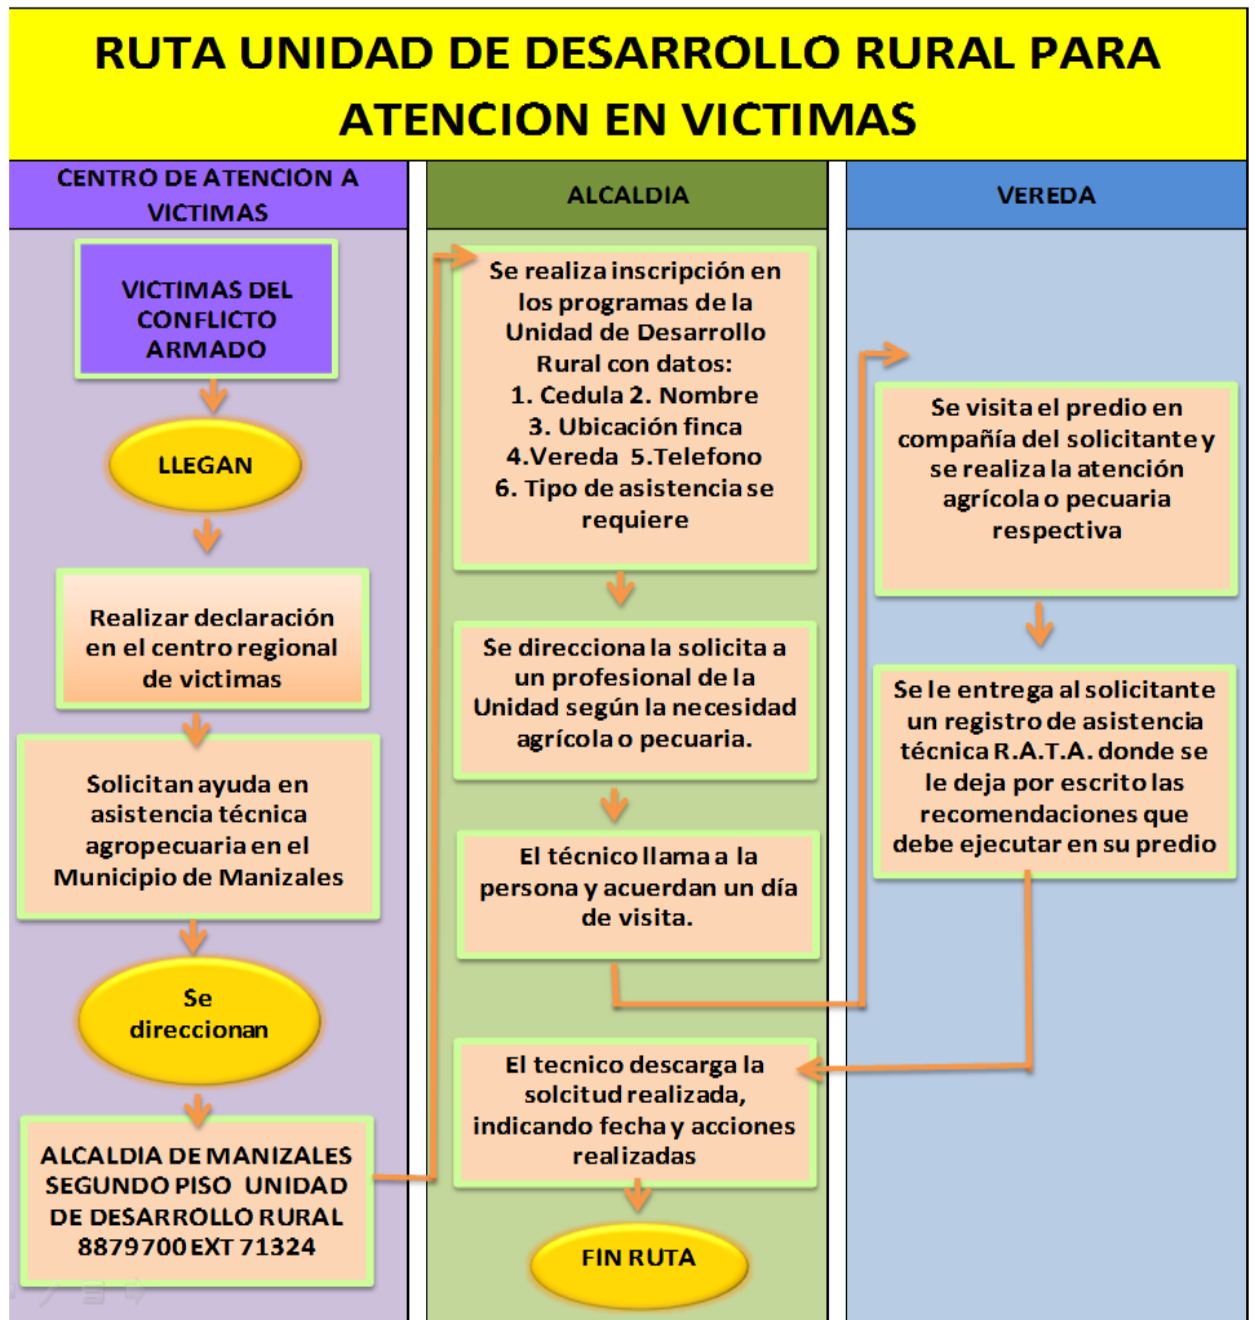 RUTA UNIDAD DE DESARROLLO RURAL PARA
ATENCION EN VICTIMAS
CENTRO DE ATENCION A
VICTIMAS
VICTIMAS DEL
CONFLICTO
ARMADO
LLEGAN
Realizar declaración
en el centro regional
de victimas
Solicitan ayuda en
asistencia técnica
agropecuaria en el
Municipio de Manizales
Se
direccionan
ALCALDIA DE MANIZALES
SEGUNDO PISO UNIDAD
DE DESARROLLO RURAL
8879700 EXT 71324
ALCALDIA
Se realiza inscripción en
los programas de la
Unidad de Desarrollo
Rural con datos:
1. Cedula 2. Nombre
3. Ubicación finca
4.Vereda 5.Telefono
6. Tipo de asistencia se
requiere
Se direcciona la solicita a
un profesional de la
Unidad según la necesidad
agrícola o pecuaria.
El técnico llama a la
persona y acuerdan un día
de visita.
El tecnico descarga la
solcitud realizada,
indicando fecha y acciones
realizadas
FIN RUTA
VEREDA
Se visita el predio en
compañía del solicitante y
se realiza la atención
agrícola o pecuaria
respectiva
Se le entrega al solicitante
un registro de asistencia
técnica R.A.T.A. donde se
le deja por escrito las
recomendaciones que
debe ejecutar en su predio